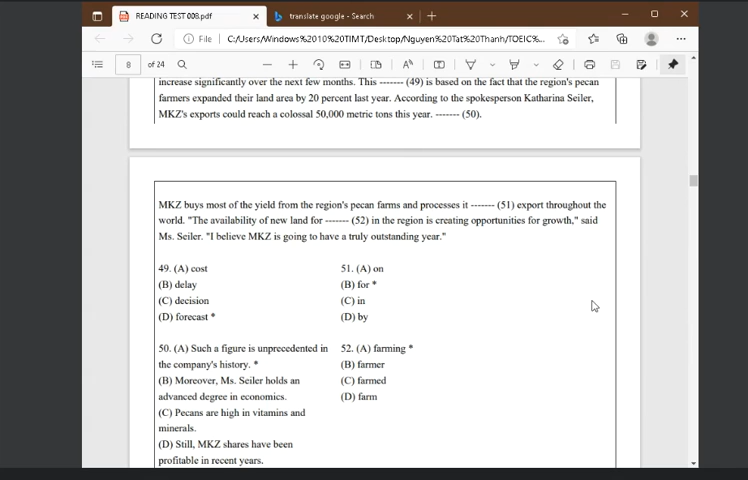 READING TEST 008.pdf
translate google - Search
File
C:/Users/Windows%2010%20TIMT/Desktop/Nguyen%20Tat%20Thanh/TOEIC%...
8 of 24
increase significantly over the next few months. This ------- (49) is based on the fact that the region's pecan
farmers expanded their land area by 20 percent last year. According to the spokesperson Katharina Seiler,
MKZ's exports could reach a colossal 50,000 metric tons this year. ------- (50).
MKZ buys most of the yield from the region's pecan farms and processes it ------- (51) export throughout the
world. "The availability of new land for ------- (52) in the region is creating opportunities for growth," said
Ms. Seiler. "I believe MKZ is going to have a truly outstanding year."
49. (A) cost
(B) delay
(C) decision
(D) forecast *
50. (A) Such a figure is unprecedented in
the company's history. *
(B) Moreover, Ms. Seiler holds an
advanced degree in economics.
(C) Pecans are high in vitamins and
minerals.
(D) Still, MKZ shares have been
profitable in recent years.
51. (A) on
(B) for *
(C) in
(D) by
52. (A) farming *
(B) farmer
(C) farmed
(D) farm